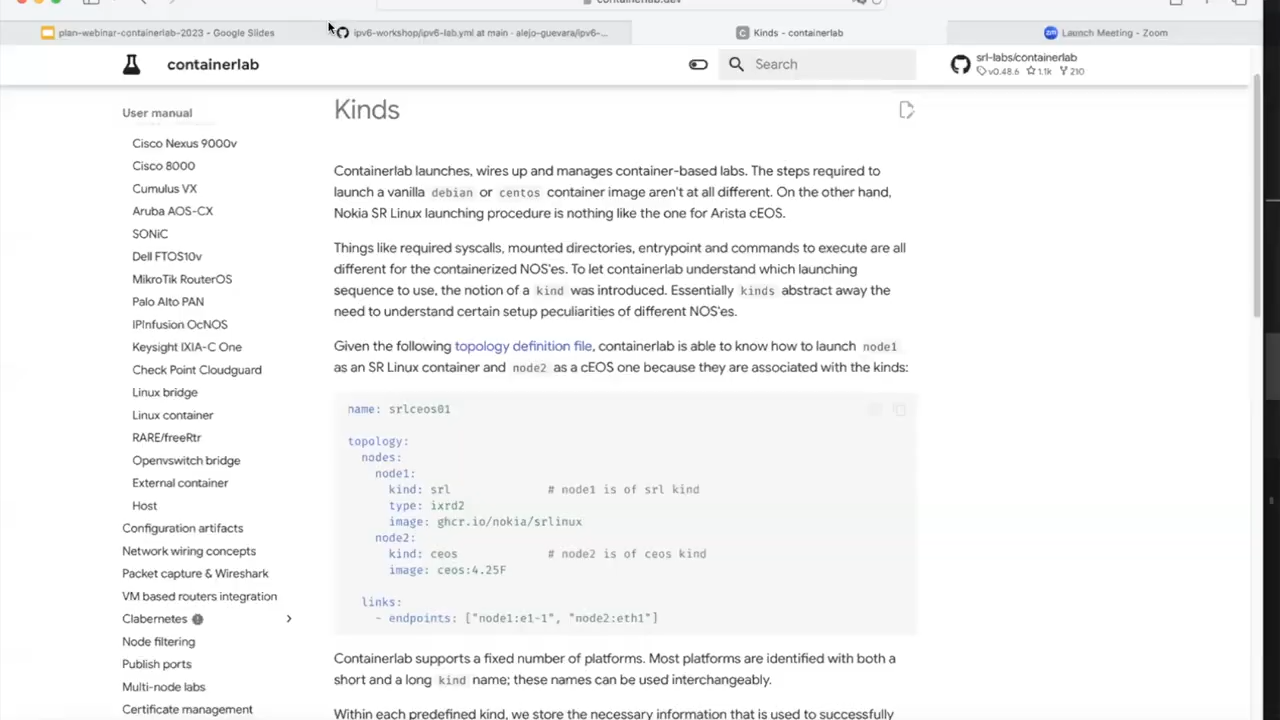 containerlab.dev
plan-webinar-containerlab-2023 - Google Slides
ipv6-workshop/ipv6-lab.yml at main · alejo-guevara/ipv6-...
Kinds - containerlab
Launch Meeting - Zoom
containerlab
Search
srl-labs/containerlab
v0.48.6 1.1k 210
User manual
Cisco Nexus 9000v
Cisco 8000
Cumulus VX
Aruba AOS-CX
SONiC
Dell FTOS10v
MikroTik RouterOS
Palo Alto PAN
IPInfusion OcNOS
Keysight IXIA-C One
Check Point Cloudguard
Linux bridge
Linux container
RARE/freeRtr
Openvswitch bridge
External container
Host
Configuration artifacts
Network wiring concepts
Packet capture & Wireshark
VM based routers integration
Clabernetes
Node filtering
Publish ports
Multi-node labs
Certificate management
Kinds
Containerlab launches, wires up and manages container-based labs. The steps required to
launch a vanilla debian or centos container image aren't at all different. On the other hand,
Nokia SR Linux launching procedure is nothing like the one for Arista cEOS.
Things like required syscalls, mounted directories, entrypoint and commands to execute are all
different for the containerized NOS'es. To let containerlab understand which launching
sequence to use, the notion of a kind was introduced. Essentially kinds abstract away the
need to understand certain setup peculiarities of different NOS'es.
Given the following topology definition file, containerlab is able to know how to launch node1
as an SR Linux container and node2 as a cEOS one because they are associated with the kinds:
name: srlceos01
topology:
nodes:
node1:
kind: srl # node1 is of srl kind
type: ixrd2
image: ghcr.io/nokia/srlinux
node2:
kind: ceos # node2 is of ceos kind
image: ceos:4.25F
links:
- endpoints: ["node1:e1-1", "node2:eth1"]
Containerlab supports a fixed number of platforms. Most platforms are identified with both a
short and a long kind name; these names can be used interchangeably.
Within each predefined kind, we store the necessary information that is used to successfully